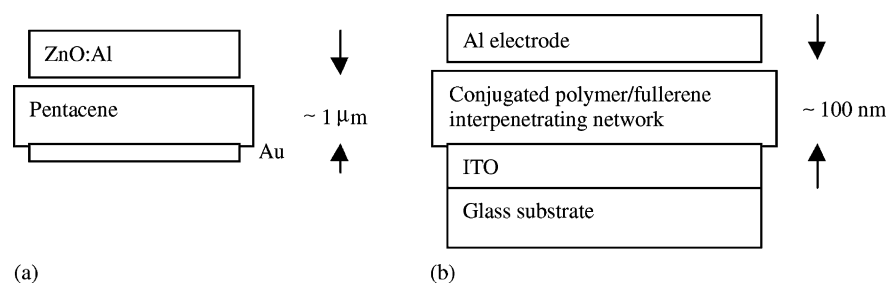 ZnO:Al
Pentacene
Au
~ 1 μm
(a)
Al electrode
Conjugated polymer/fullerene
interpenetrating network
ITO
Glass substrate
~ 100 nm
(b)